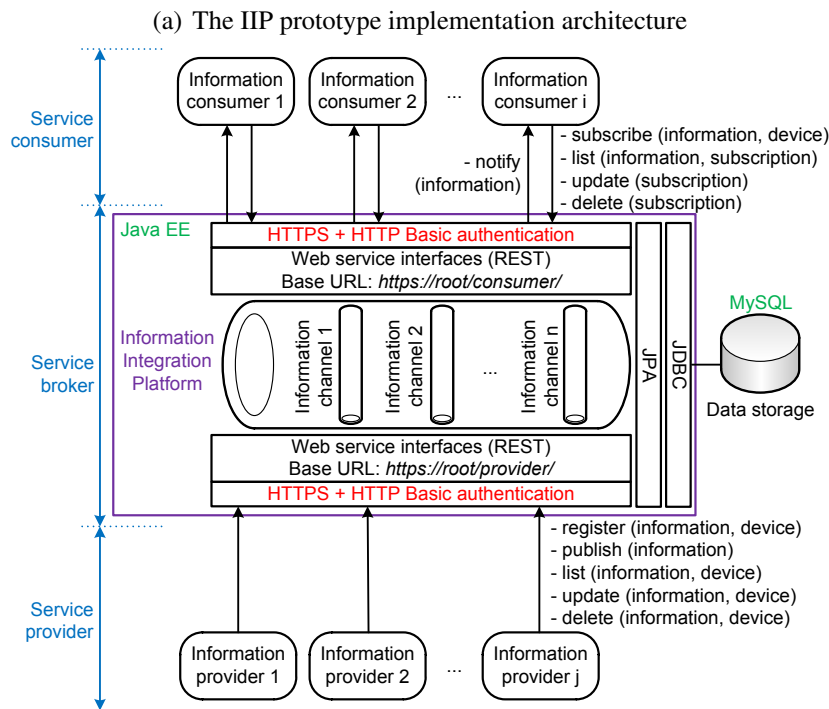 (a) The IIP prototype implementation architecture
Information
consumer 1
Information
consumer 2
...
Information
consumer i
Service
consumer
- notify
(information)
- subscribe (information, device)
- list (information, subscription)
- update (subscription)
- delete (subscription)
Java EE
HTTPS + HTTP Basic authentication
Web service interfaces (REST)
Base URL: https://root/consumer/
Information
Integration
Platform
Service
broker
Information
channel 1
Information
channel 2
...
Information
channel n
JPA
JDBC
MySQL
Data storage
Web service interfaces (REST)
Base URL: https://root/provider/
HTTPS + HTTP Basic authentication
- register (information, device)
- publish (information)
- list (information, device)
- update (information, device)
- delete (information, device)
Service
provider
Information
provider 1
Information
provider 2
...
Information
provider j